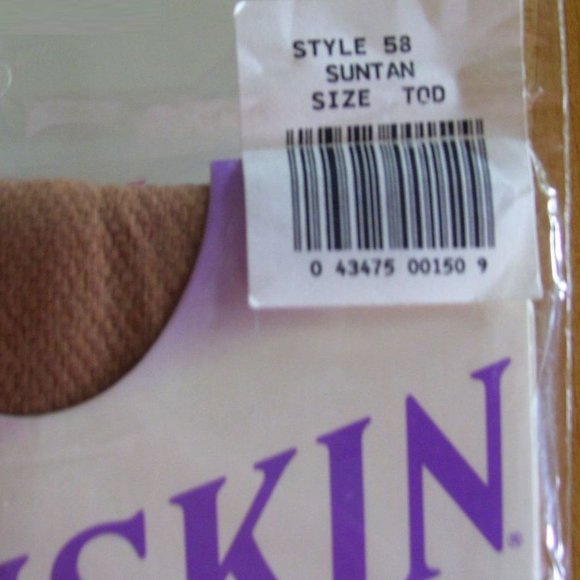 STYLE 58
SUNTAN
SIZE TOD
0 43475 00150 9
SKIN®